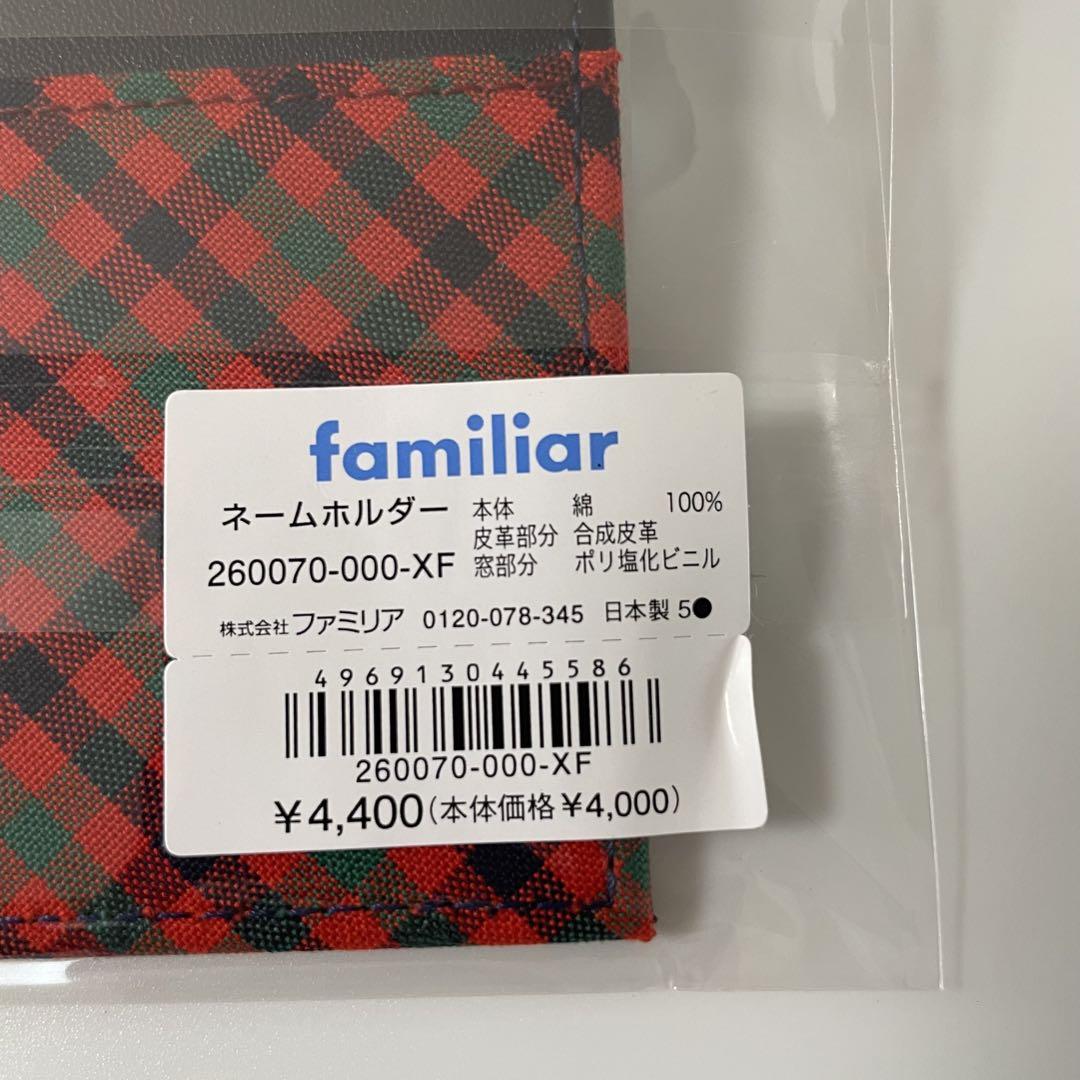 familiar
ネームホルダー
260070-000-XF
本体 綿 100%
皮革部分 合成皮革
窓部分 ポリ塩化ビニル
株式会社ファミリア 0120-078-345 日本製 5●
4969130445586
260070-000-XF
¥4,400(本体価格¥4,000)